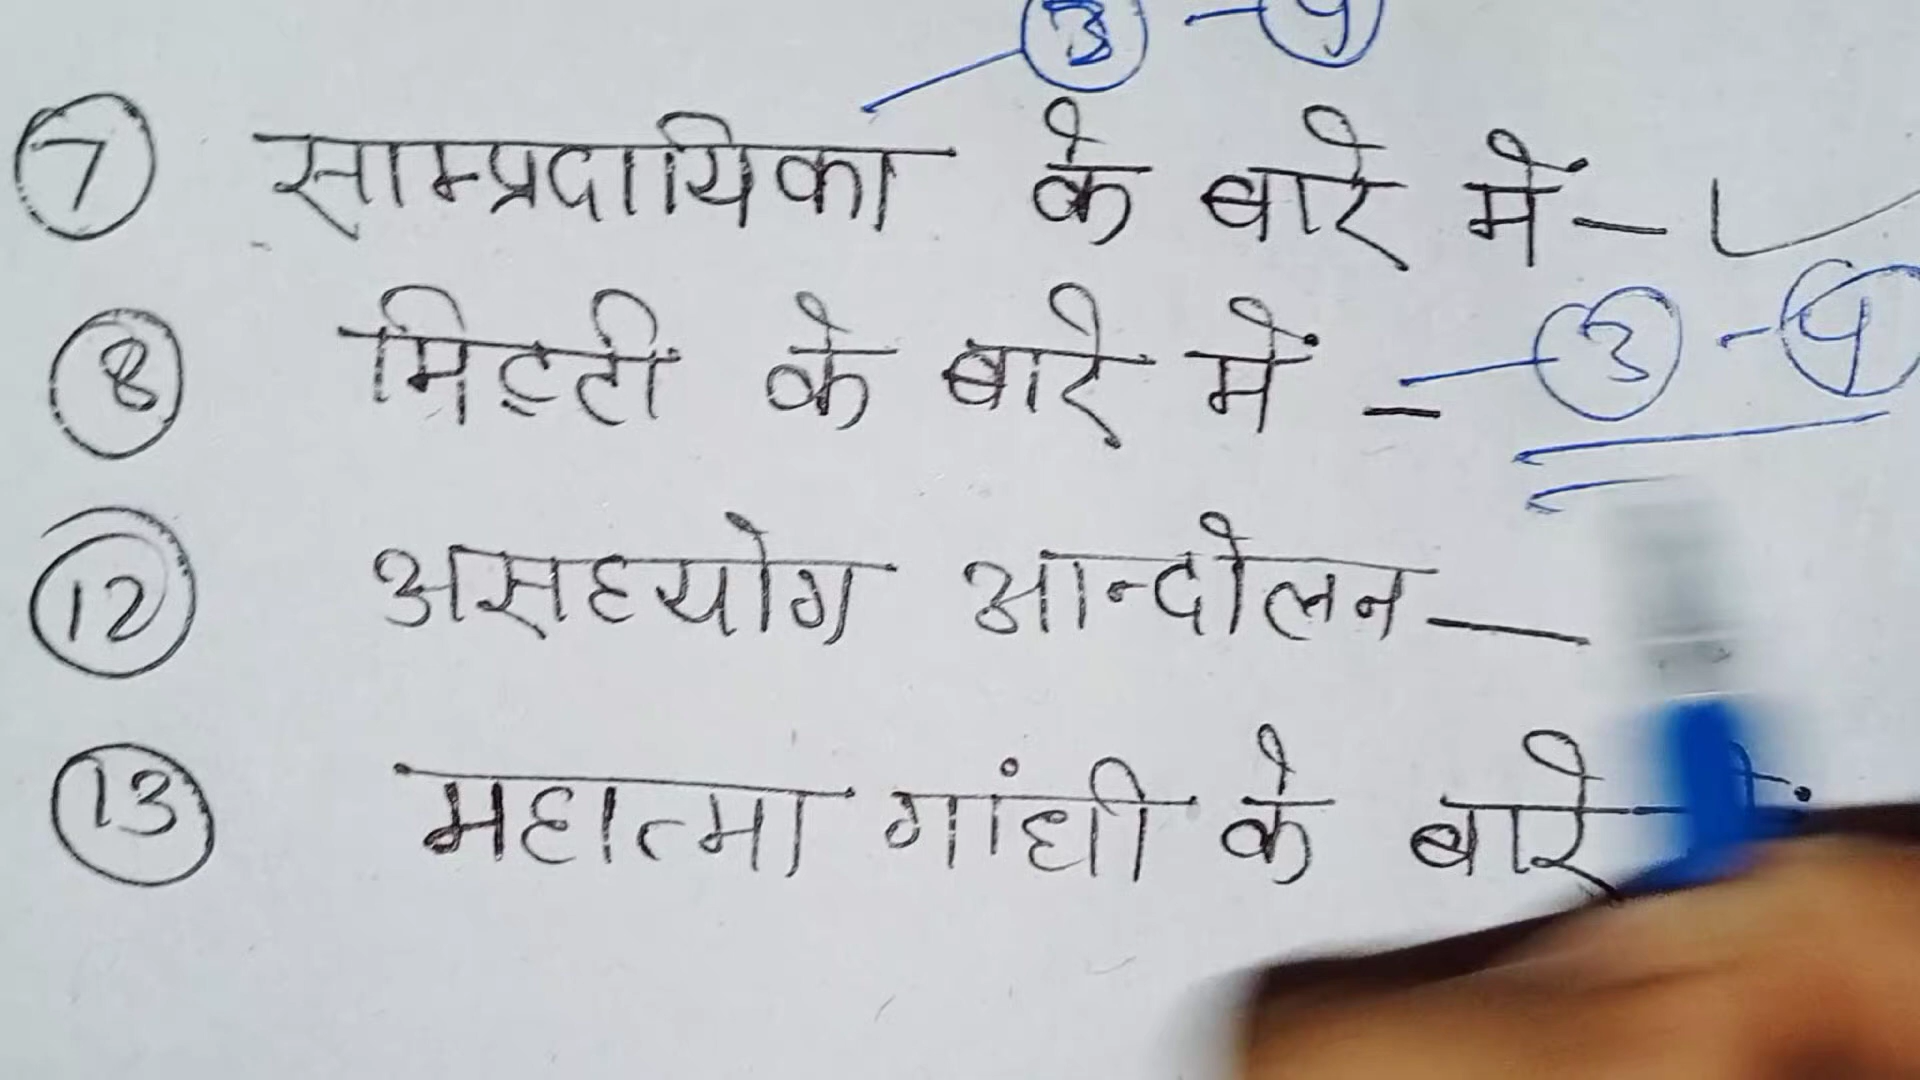 3 - 4
7 साम्प्रदायिका के बारे में -
8 मिट्टी के बारे में - 3 - 4
12 असहयोग आन्दोलन -
13 महात्मा गांधी के बारे